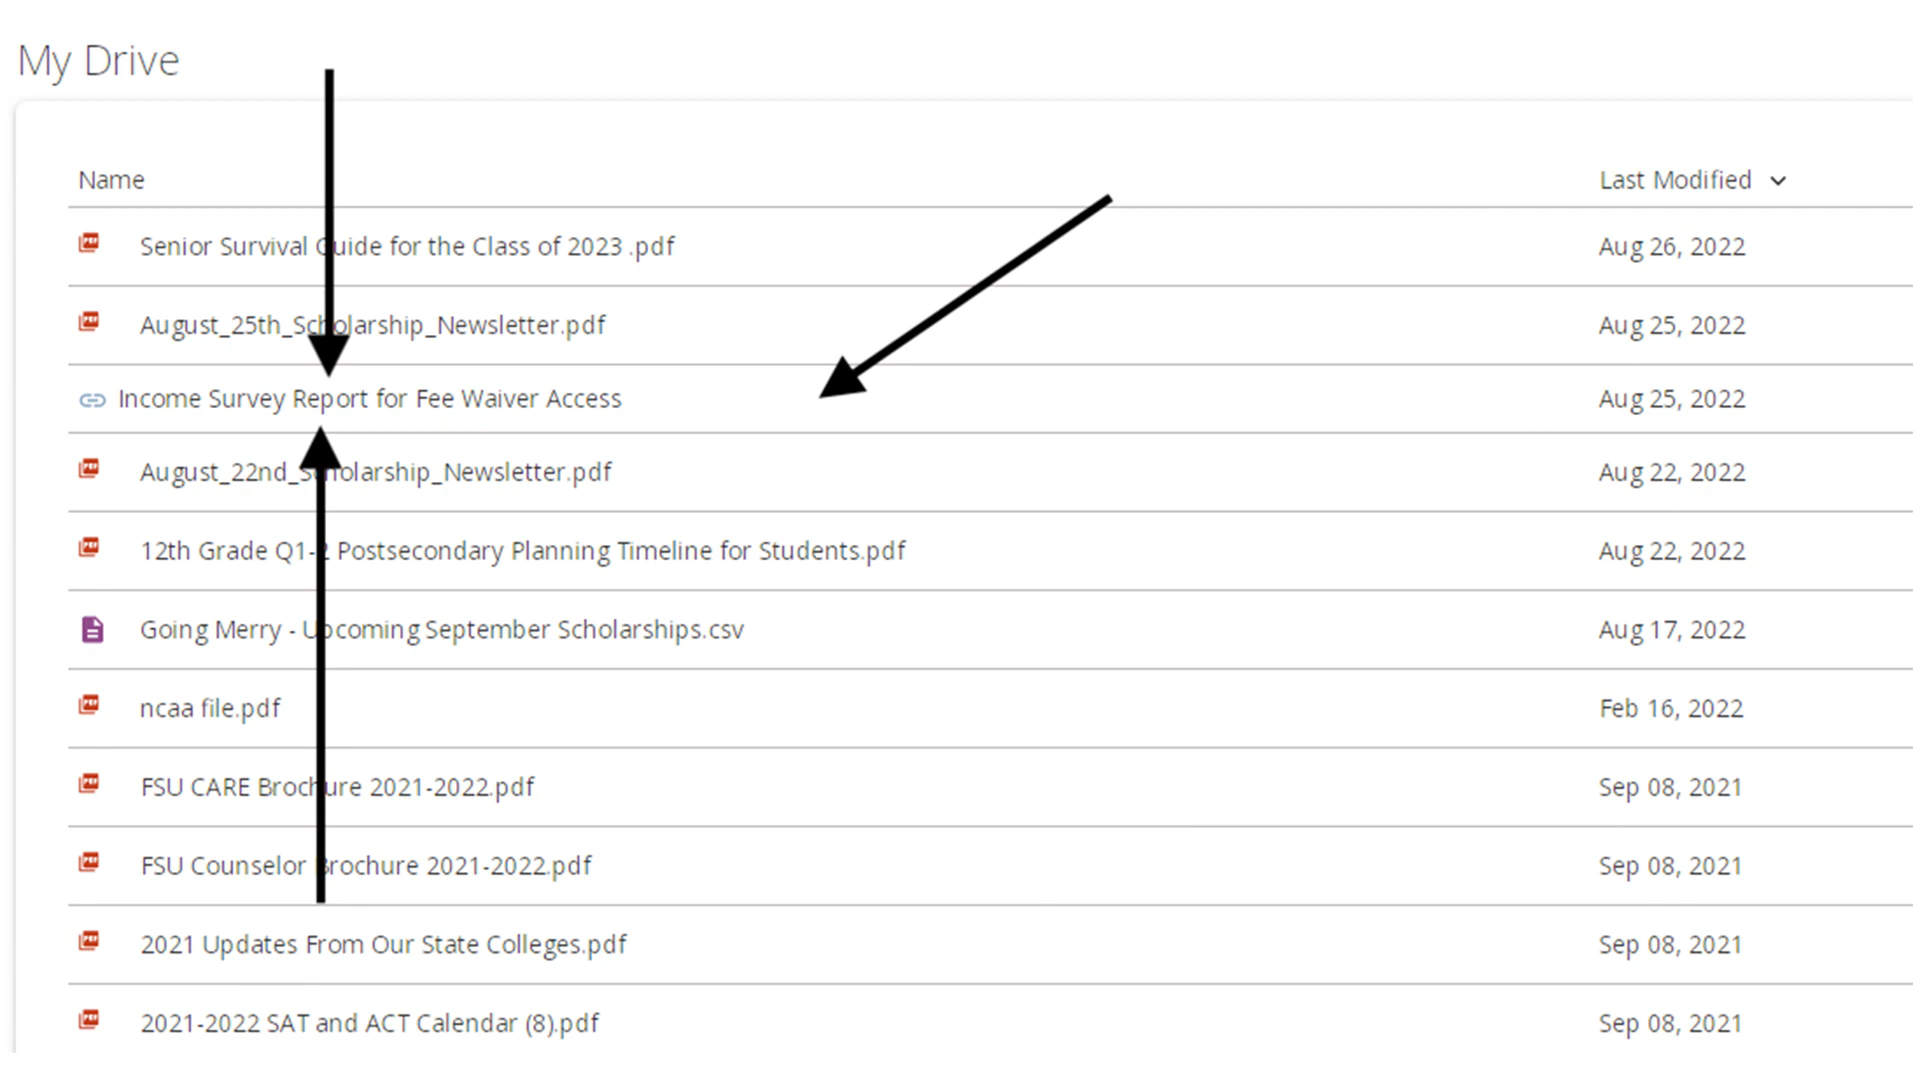 My Drive
Name Last Modified
Senior Survival Guide for the Class of 2023 .pdf Aug 26, 2022
August_25th_Scholarship_Newsletter.pdf Aug 25, 2022
Income Survey Report for Fee Waiver Access Aug 25, 2022
August_22nd_Scholarship_Newsletter.pdf Aug 22, 2022
12th Grade Q1-2 Postsecondary Planning Timeline for Students.pdf Aug 22, 2022
Going Merry - Upcoming September Scholarships.csv Aug 17, 2022
ncaa file.pdf Feb 16, 2022
FSU CARE Brochure 2021-2022.pdf Sep 08, 2021
FSU Counselor Brochure 2021-2022.pdf Sep 08, 2021
2021 Updates From Our State Colleges.pdf Sep 08, 2021
2021-2022 SAT and ACT Calendar (8).pdf Sep 08, 2021